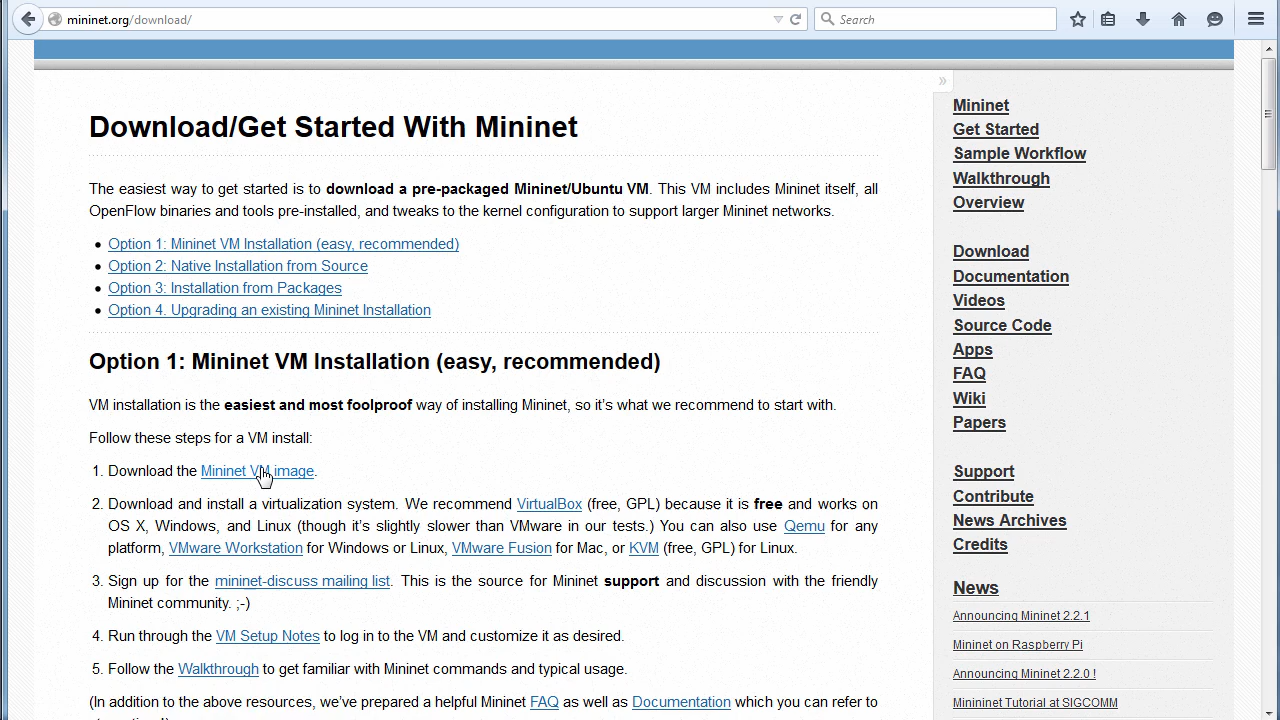 mininet.org/download/
Search
Download/Get Started With Mininet
The easiest way to get started is to download a pre-packaged Mininet/Ubuntu VM. This VM includes Mininet itself, all
OpenFlow binaries and tools pre-installed, and tweaks to the kernel configuration to support larger Mininet networks.
• Option 1: Mininet VM Installation (easy, recommended)
• Option 2: Native Installation from Source
• Option 3: Installation from Packages
• Option 4. Upgrading an existing Mininet Installation
Option 1: Mininet VM Installation (easy, recommended)
VM installation is the easiest and most foolproof way of installing Mininet, so it's what we recommend to start with.
Follow these steps for a VM install:
1. Download the Mininet VM image.
2. Download and install a virtualization system. We recommend VirtualBox (free, GPL) because it is free and works on
OS X, Windows, and Linux (though it's slightly slower than VMware in our tests.) You can also use Qemu for any
platform, VMware Workstation for Windows or Linux, VMware Fusion for Mac, or KVM (free, GPL) for Linux.
3. Sign up for the mininet-discuss mailing list. This is the source for Mininet support and discussion with the friendly
Mininet community. ;-)
4. Run through the VM Setup Notes to log in to the VM and customize it as desired.
5. Follow the Walkthrough to get familiar with Mininet commands and typical usage.
(In addition to the above resources, we've prepared a helpful Mininet FAQ as well as Documentation which you can refer to
»
Mininet
Get Started
Sample Workflow
Walkthrough
Overview
Download
Documentation
Videos
Source Code
Apps
FAQ
Wiki
Papers
Support
Contribute
News Archives
Credits
News
Announcing Mininet 2.2.1
Mininet on Raspberry Pi
Announcing Mininet 2.2.0 !
Minininet Tutorial at SIGCOMM